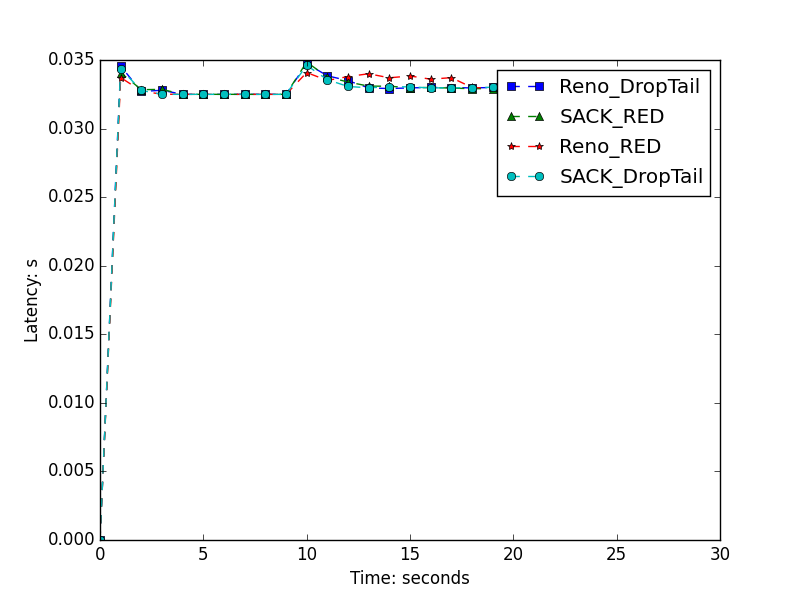 0.035
0.030
0.025
0.020
0.015
0.010
0.005
0.000
Latency: s
Reno_DropTail
SACK_RED
Reno_RED
SACK_DropTail
0 5 10 15 20 25 30
Time: seconds